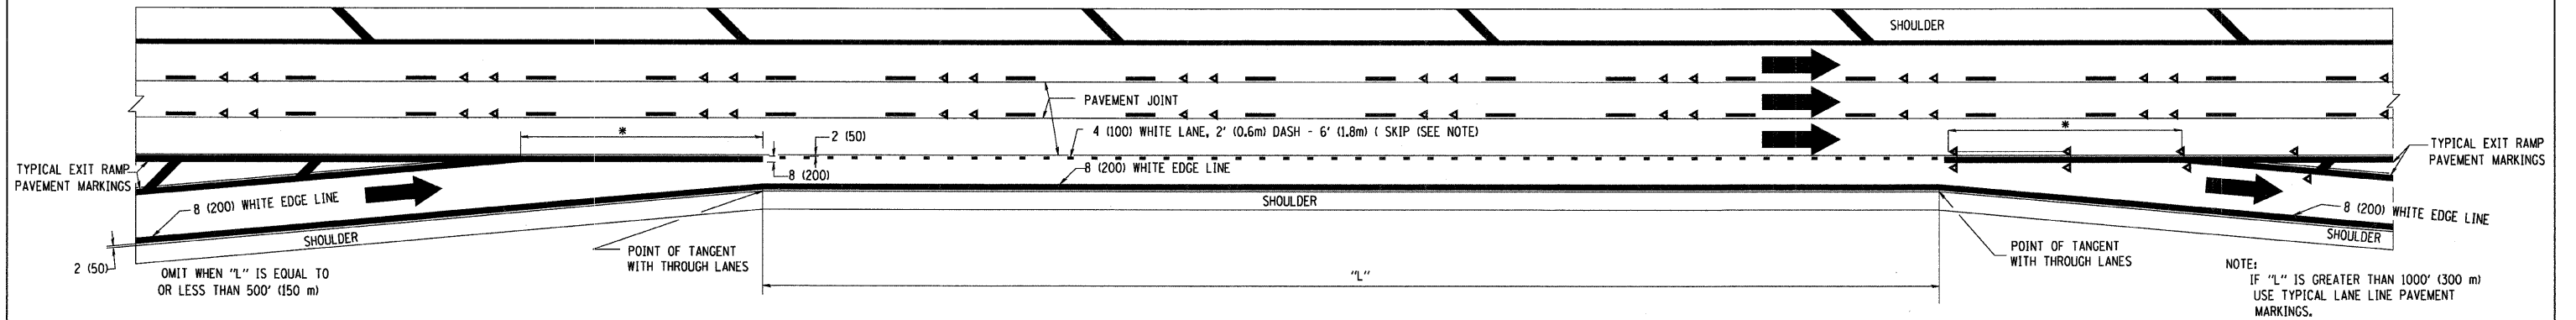 SHOULDER
PAVEMENT JOINT
*
2 (50)
4 (100) WHITE LANE, 2' (0.6m) DASH - 6' (1.8m) ( SKIP (SEE NOTE)
*
TYPICAL EXIT RAMP
PAVEMENT MARKINGS
TYPICAL EXIT RAMP
PAVEMENT MARKINGS
8 (200)
8 (200) WHITE EDGE LINE
8 (200) WHITE EDGE LINE
SHOULDER
8 (200) WHITE EDGE LINE
SHOULDER
SHOULDER
2 (50)
POINT OF TANGENT
WITH THROUGH LANES
POINT OF TANGENT
WITH THROUGH LANES
OMIT WHEN "L" IS EQUAL TO
OR LESS THAN 500' (150 m)
"L"
NOTE:
IF "L" IS GREATER THAN 1000' (300 m)
USE TYPICAL LANE LINE PAVEMENT
MARKINGS.